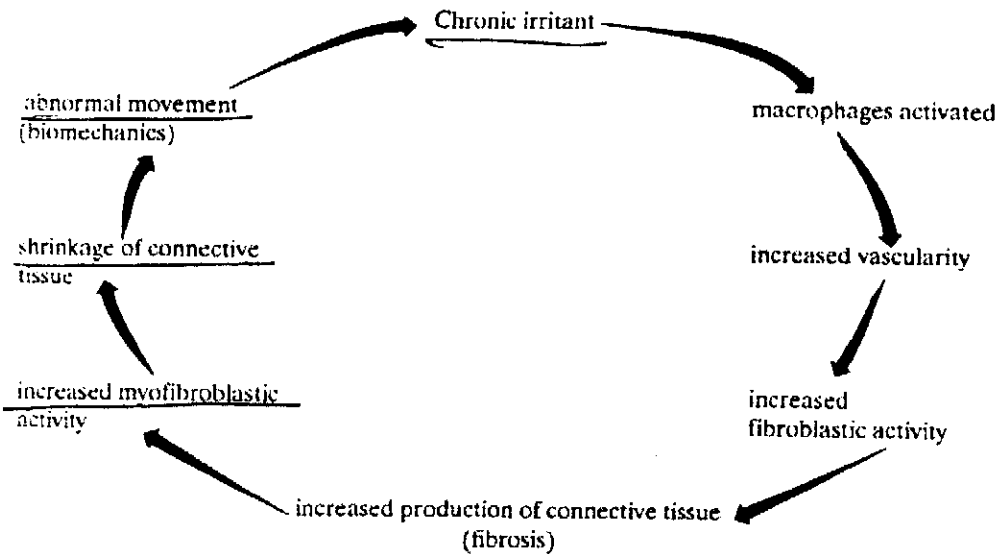 Chronic irritant
macrophages activated
increased vascularity
increased
fibroblastic activity
increased production of connective tissue
(fibrosis)
increased myofibroblastic
activity
shrinkage of connective
tissue
abnormal movement
(biomechanics)